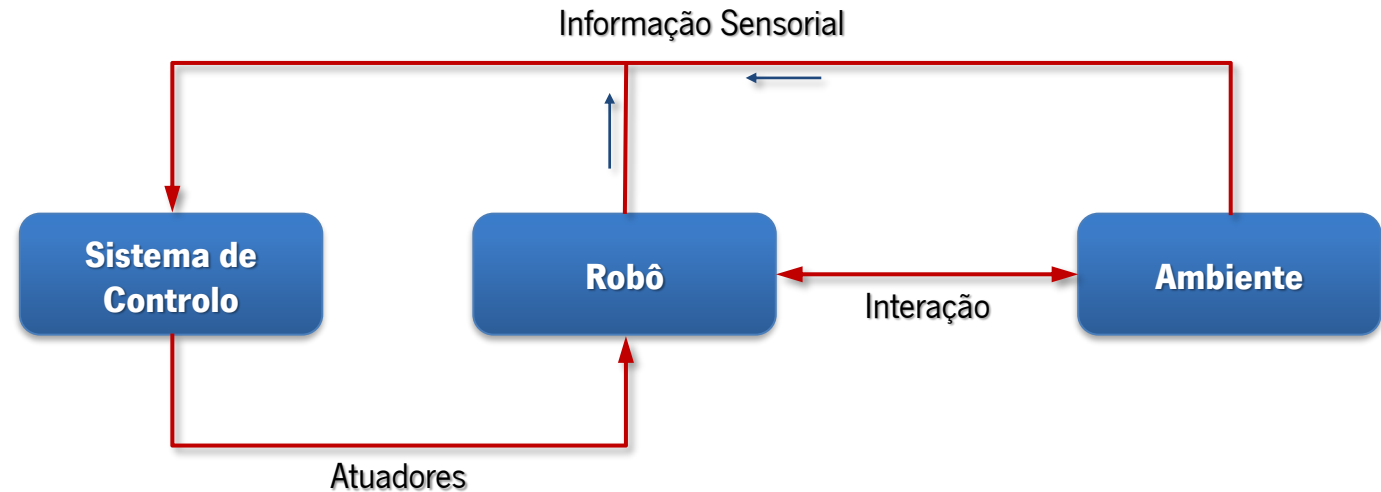 Informação Sensorial
Sistema de
Controlo
Robô
Interação
Ambiente
Atuadores